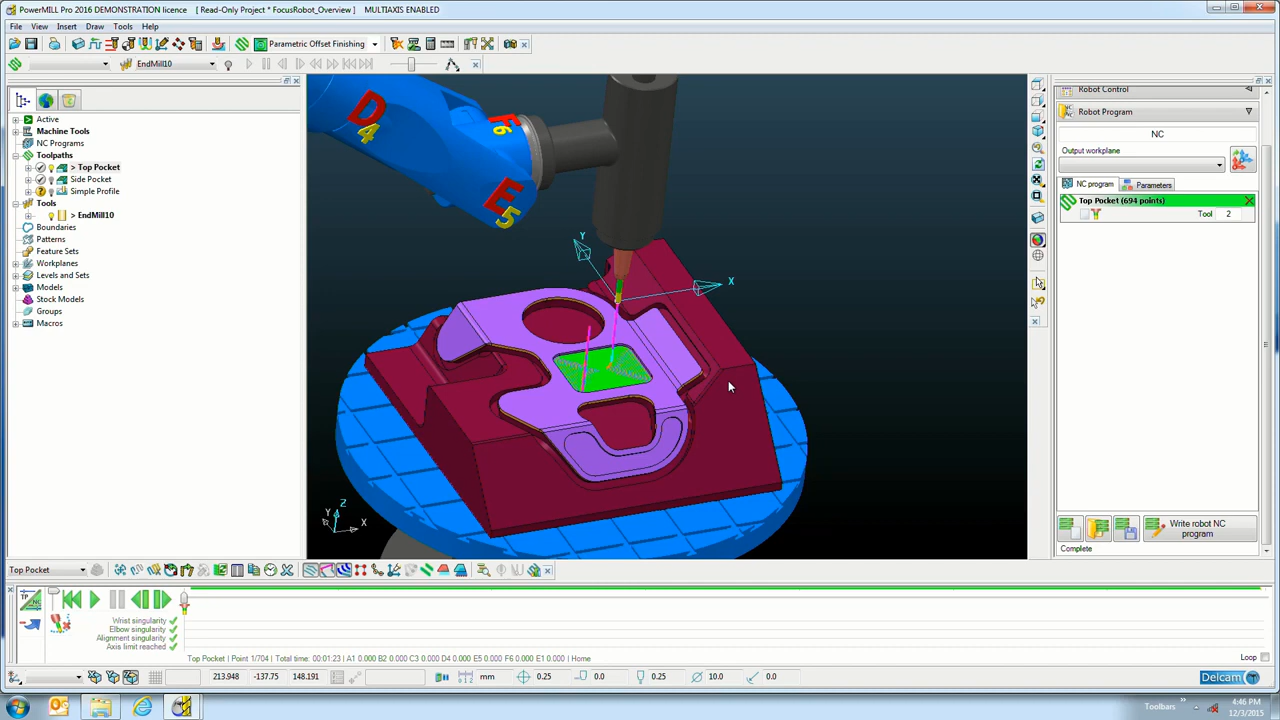 PowerMILL Pro 2016 DEMONSTRATION licence [ Read-Only Project * FocusRobot_Overview ] MULTIAXIS ENABLED
File View Insert Draw Tools Help
Parametric Offset Finishing
EndMill10
Active
Machine Tools
NC Programs
Toolpaths
> Top Pocket
Side Pocket
Simple Profile
Tools
> EndMill10
Boundaries
Patterns
Feature Sets
Workplanes
Levels and Sets
Models
Stock Models
Groups
Macros
D
4
F
6
E
5
Y
X
Z
Y
X
Robot Control
Robot Program
NC
Output workplane
NC program Parameters
Top Pocket (694 points)
Tool 2
Write robot NC
program
Complete
Top Pocket
Wrist singularity
Elbow singularity
Alignment singularity
Axis limit reached
Top Pocket | Point 1/704 | Total time: 00:01:23 | A1 0.000 B2 0.000 C3 0.000 D4 0.000 E5 0.000 F6 0.000 E1 0.000 | Home
Loop
213.948 -137.75 148.191 mm 0.25 0.0 0.25 10.0 0.0
Delcam
Toolbars
4:46 PM
12/3/2015